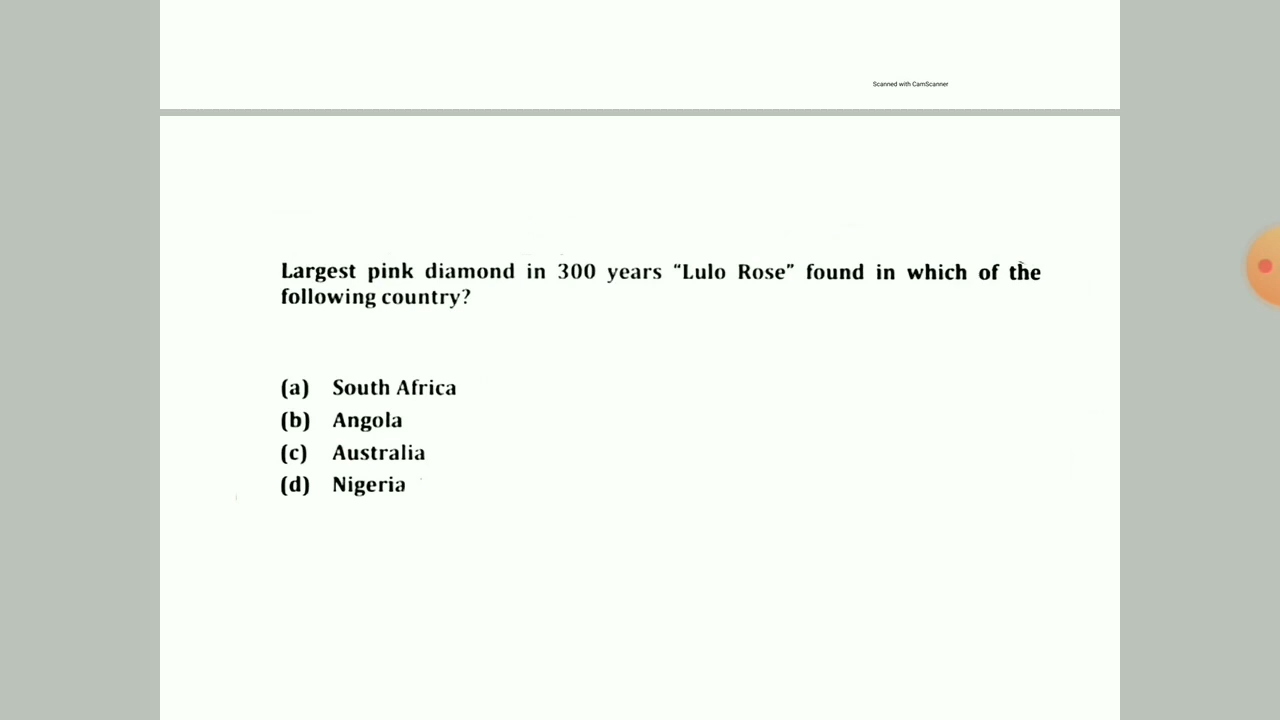 Scanned with CamScanner
Largest pink diamond in 300 years “Lulo Rose” found in which of the
following country?
(a) South Africa
(b) Angola
(c) Australia
(d) Nigeria